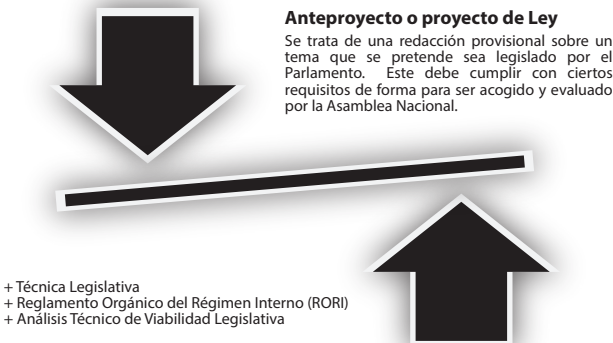 Anteproyecto o proyecto de Ley
Se trata de una redacción provisional sobre un
tema que se pretende sea legislado por el
Parlamento. Este debe cumplir con ciertos
requisitos de forma para ser acogido y evaluado
por la Asamblea Nacional.
+ Técnica Legislativa
+ Reglamento Orgánico del Régimen Interno (RORI)
+ Análisis Técnico de Viabilidad Legislativa